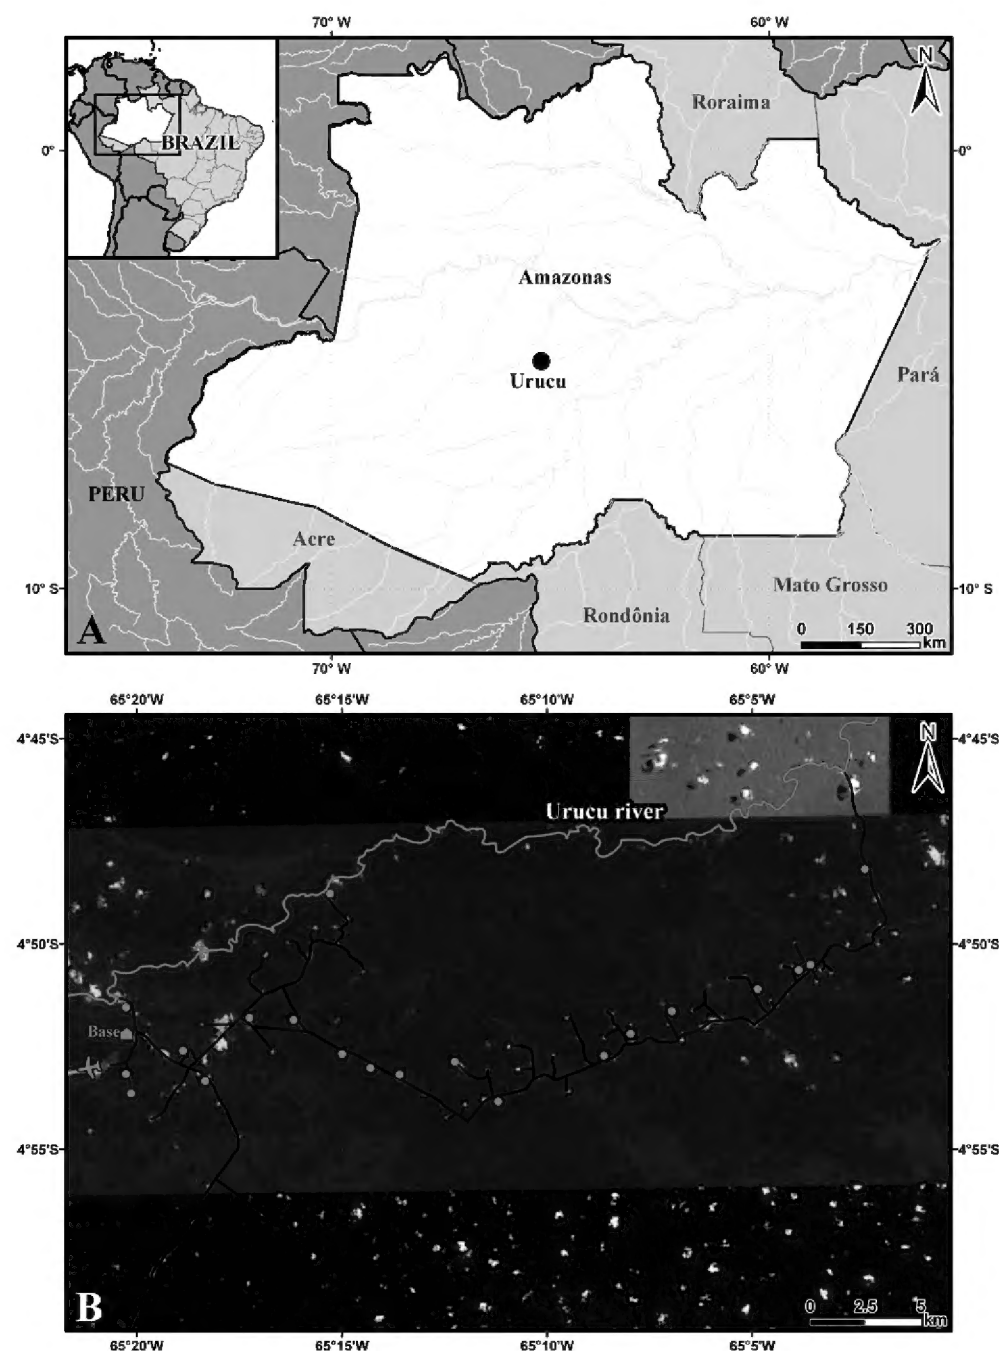 70° W 60° W
N
Roraima
BRAZIL
0° 0°
Amazonas
Urucu
Pará
PERU
Acre
Mato Grosso
10° S 10° S
Rondônia
A
0 150 300
km
70° W 60° W
65°20'W 65°15'W 65°10'W 65°5'W
4°45'S 4°45'S
N
Urucu river
4°50'S 4°50'S
Base
4°55'S 4°55'S
B
0 2.5 5
km
65°20'W 65°15'W 65°10'W 65°5'W